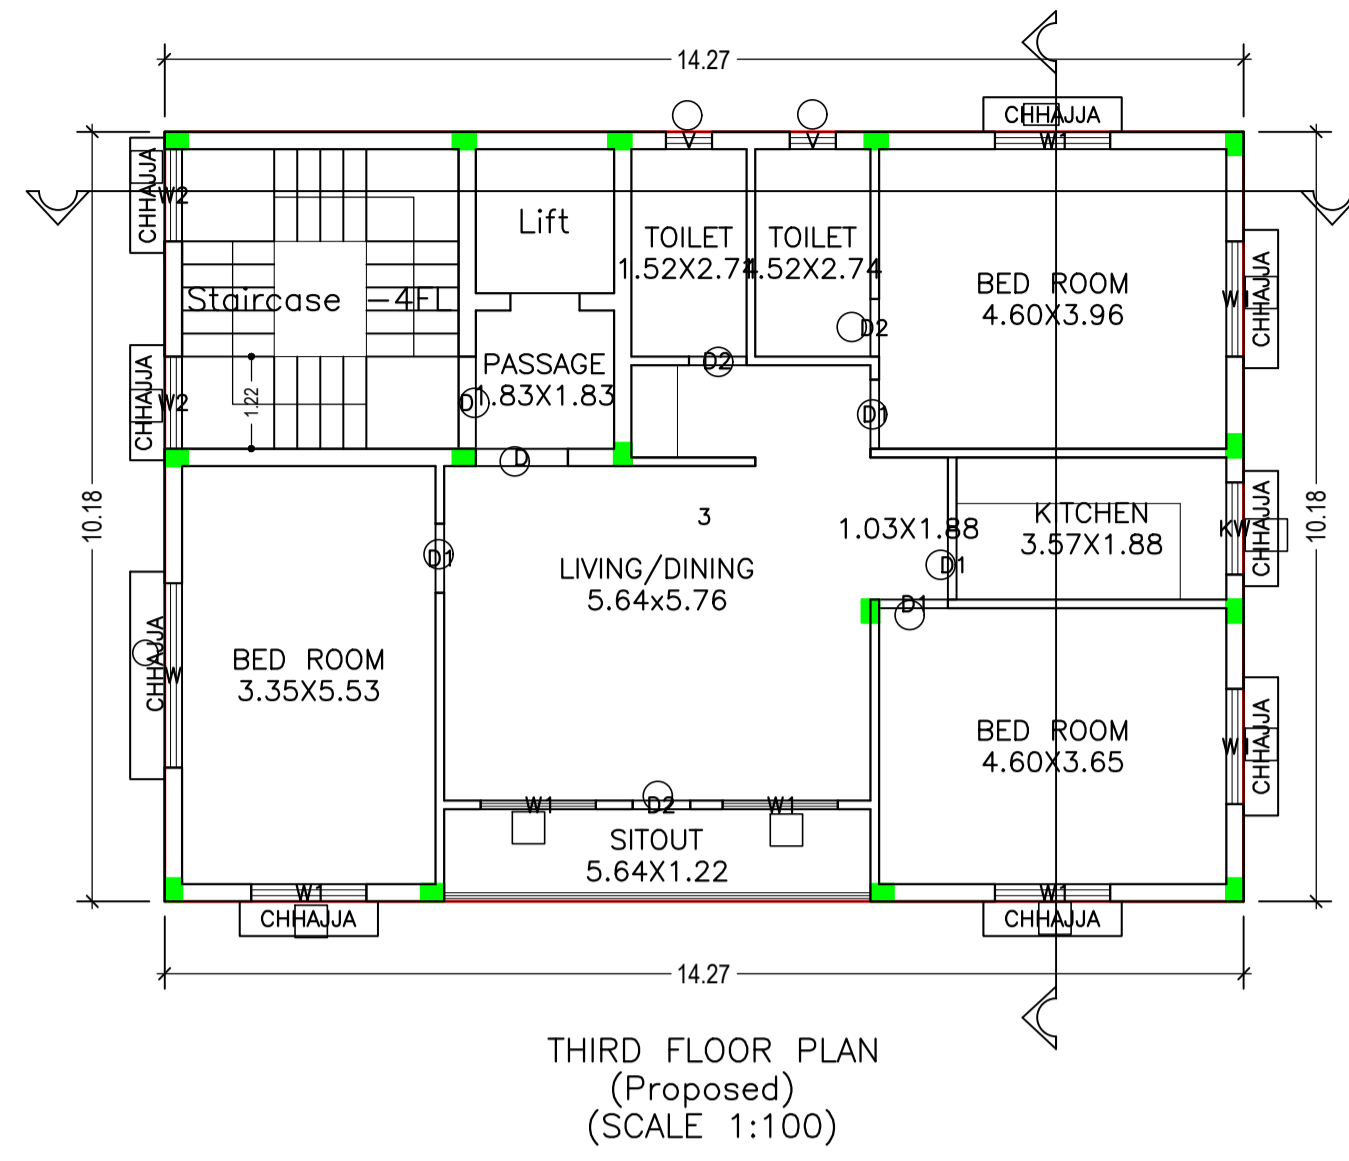 14.27
CHHAJJA
V
V
W1
CHHAJJA
W2
Lift
TOILET
1.52X2.74
TOILET
1.52X2.74
BED ROOM
4.60X3.96
W1
CHHAJJA
Staircase -4FL
D2
D2
PASSAGE
1.83X1.83
CHHAJJA
W2
1.22
D1
D
D1
10.18
10.18
3
1.03X1.88
KITCHEN
3.57X1.88
KW
CHHAJJA
D1
LIVING/DINING
5.64x5.76
D1
D1
CHHAJJA
W
BED ROOM
3.35X5.53
BED ROOM
4.60X3.65
W1
CHHAJJA
W1
D2
W1
SITOUT
5.64X1.22
W1
CHHAJJA
W1
CHHAJJA
14.27
THIRD FLOOR PLAN
(Proposed)
(SCALE 1:100)